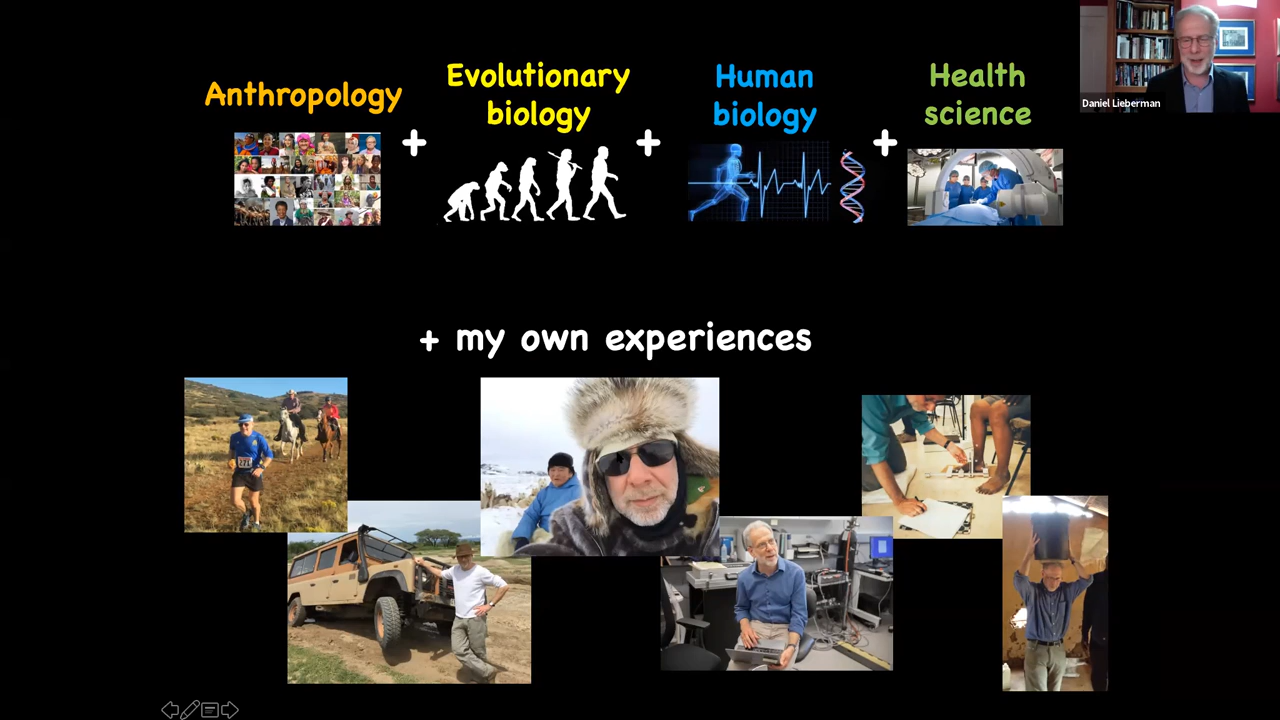 Anthropology
+
Evolutionary
biology
+
Human
biology
+
Health
science
Daniel Lieberman
+ my own experiences